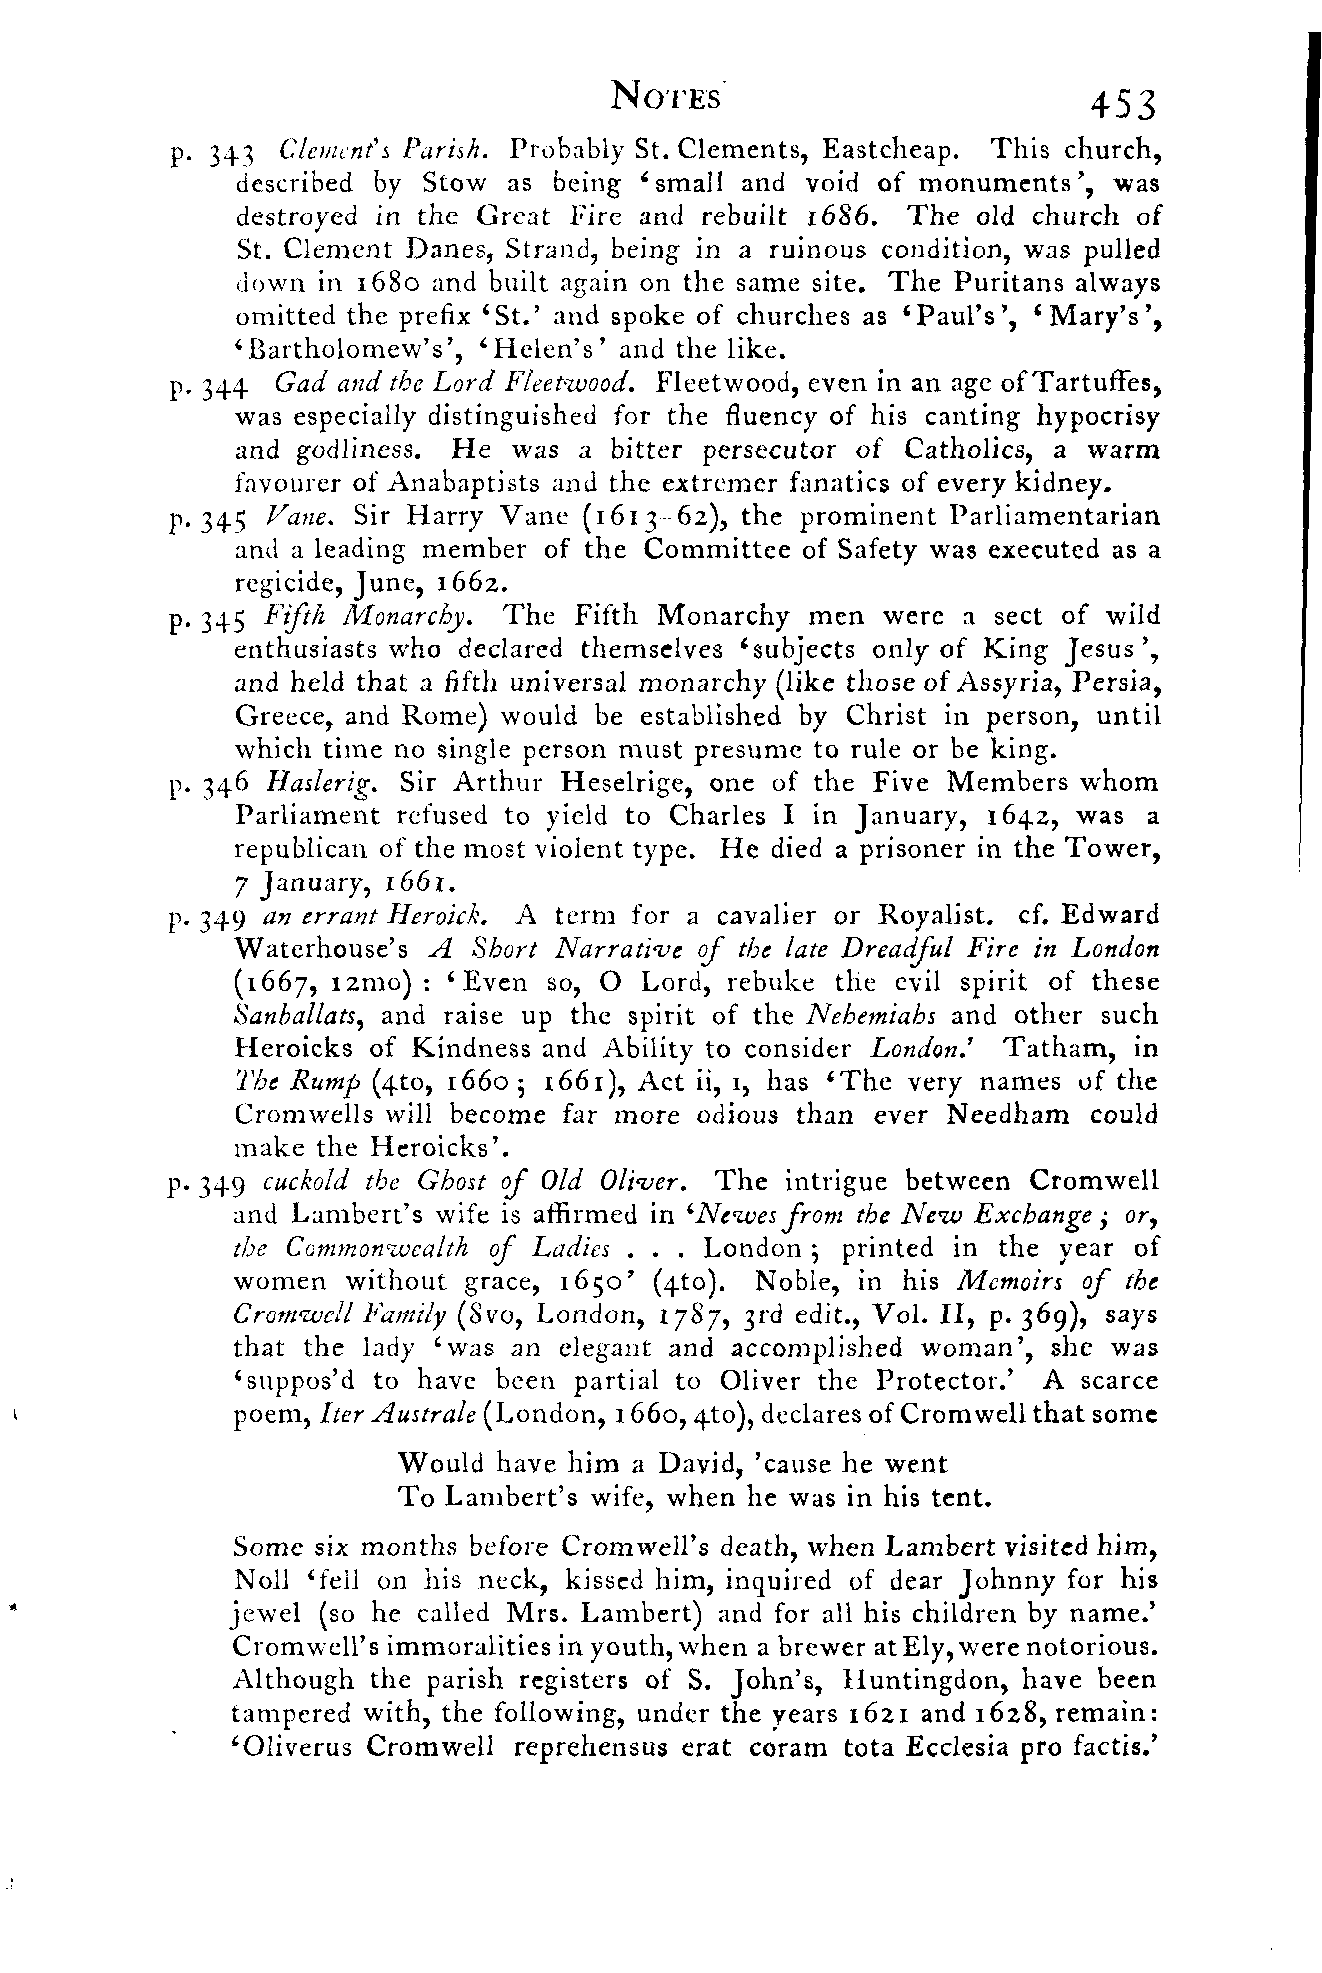 NOTES 453
p. 343 Clement's Parish. Probably St. Clements, Eastcheap. This church,
described by Stow as being ‘small and void of monuments’, was
destroyed in the Great Fire and rebuilt 1686. The old church of
St. Clement Danes, Strand, being in a ruinous condition, was pulled
down in 1680 and built again on the same site. The Puritans always
omitted the prefix ‘St.’ and spoke of churches as ‘Paul's’, ‘Mary's’,
‘Bartholomew's’, ‘Helen's’ and the like.
p. 344 Gad and the Lord Fleetwood. Fleetwood, even in an age of Tartuffes,
was especially distinguished for the fluency of his canting hypocrisy
and godliness. He was a bitter persecutor of Catholics, a warm
favourer of Anabaptists and the extremer fanatics of every kidney.
p. 345 Vane. Sir Harry Vane (1613-62), the prominent Parliamentarian
and a leading member of the Committee of Safety was executed as a
regicide, June, 1662.
p. 345 Fifth Monarchy. The Fifth Monarchy men were a sect of wild
enthusiasts who declared themselves ‘subjects only of King Jesus’,
and held that a fifth universal monarchy (like those of Assyria, Persia,
Greece, and Rome) would be established by Christ in person, until
which time no single person must presume to rule or be king.
p. 346 Haslerig. Sir Arthur Heselrige, one of the Five Members whom
Parliament refused to yield to Charles I in January, 1642, was a
republican of the most violent type. He died a prisoner in the Tower,
7 January, 1661.
p. 349 an errant Heroick. A term for a cavalier or Royalist. cf. Edward
Waterhouse's A Short Narrative of the late Dreadful Fire in London
(1667, 12mo) : ‘Even so, O Lord, rebuke the evil spirit of these
Sanballats, and raise up the spirit of the Nehemiahs and other such
Heroicks of Kindness and Ability to consider London.’ Tatham, in
The Rump (4to, 1660 ; 1661), Act ii, 1, has ‘The very names of the
Cromwells will become far more odious than ever Needham could
make the Heroicks’.
p. 349 cuckold the Ghost of Old Oliver. The intrigue between Cromwell
and Lambert's wife is affirmed in ‘Newes from the New Exchange ; or,
the Commonwealth of Ladies . . . London ; printed in the year of
women without grace, 1650’ (4to). Noble, in his Memoirs of the
Cromwell Family (8vo, London, 1787, 3rd edit., Vol. II, p. 369), says
that the lady ‘was an elegant and accomplished woman’, she was
‘suppos'd to have been partial to Oliver the Protector.’ A scarce
poem, Iter Australe (London, 1660, 4to), declares of Cromwell that some
Would have him a David, 'cause he went
To Lambert's wife, when he was in his tent.
Some six months before Cromwell's death, when Lambert visited him,
Noll ‘fell on his neck, kissed him, inquired of dear Johnny for his
jewel (so he called Mrs. Lambert) and for all his children by name.’
Cromwell's immoralities in youth, when a brewer at Ely, were notorious.
Although the parish registers of S. John's, Huntingdon, have been
tampered with, the following, under the years 1621 and 1628, remain:
‘Oliverus Cromwell reprehensus erat coram tota Ecclesia pro factis.’